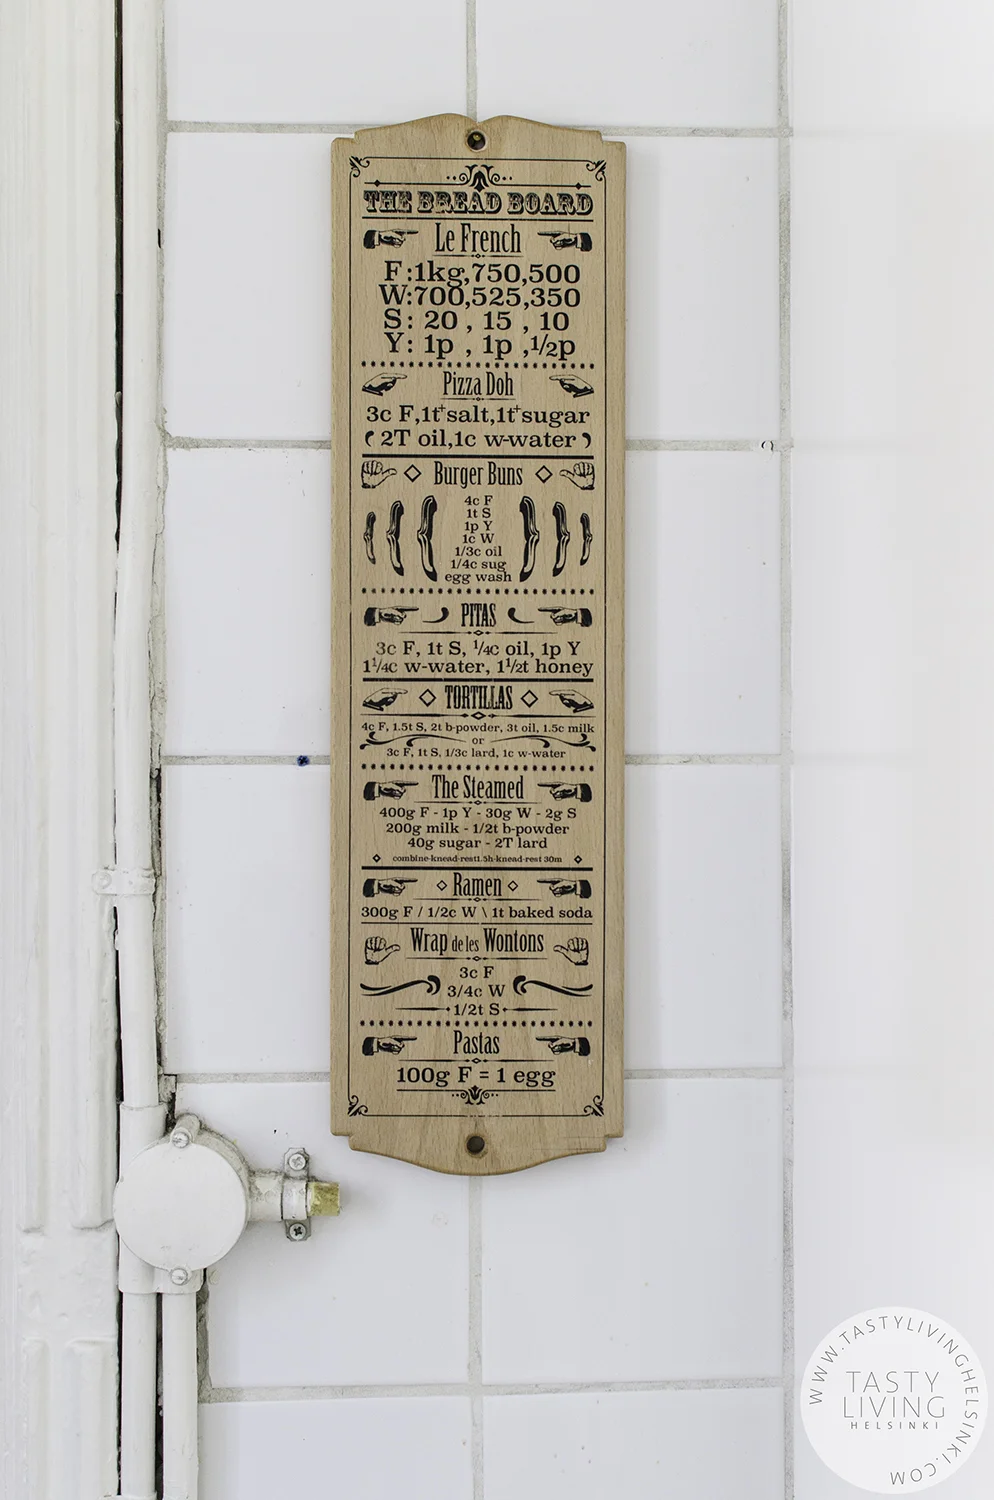 THE BREAD BOARD
Le French
F:1kg,750,500
W:700,525,350
S: 20 , 15 , 10
Y: 1p , 1p ,1/2p
Pizza Doh
3c F,1t+salt,1t+sugar
2T oil,1c w-water
Burger Buns
4c F
1t S
1p Y
1c W
1/3c oil
1/4c sug
egg wash
PITAS
3c F, 1t S, 1/4c oil, 1p Y
1 1/4c w-water, 1 1/2t honey
TORTILLAS
4c F, 1.5t S, 2t b-powder, 3t oil, 1.5c milk
or
3c F, 1t S, 1/3c lard, 1c w-water
The Steamed
400g F - 1p Y - 30g W - 2g S
200g milk - 1/2t b-powder
40g sugar - 2T lard
combine-knead-rest1.5h-knead-rest 30m
Ramen
300g F / 1/2c W \ 1t baked soda
Wrap de les Wontons
3c F
3/4c W
1/2t S
Pastas
100g F = 1 egg
WWW.TASTYLIVINGHELSINKI.COM
TASTY
LIVING
HELSINKI